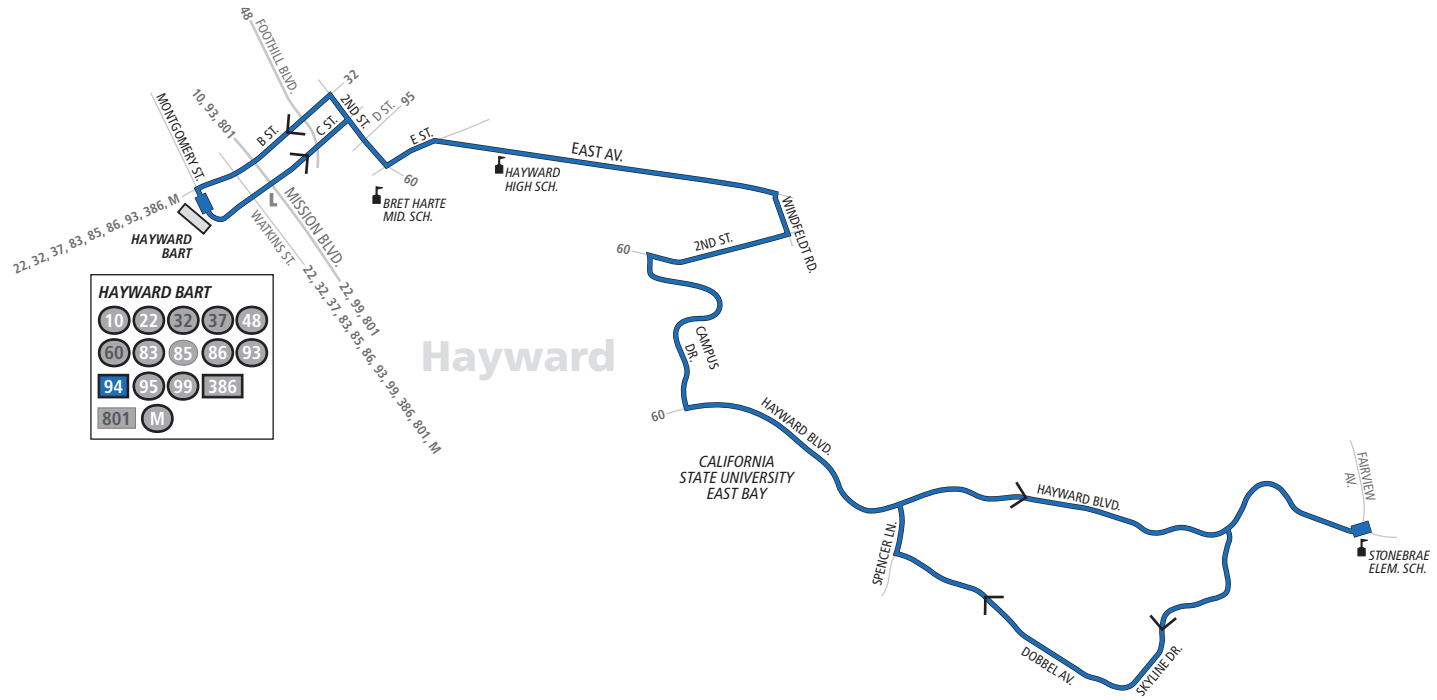 48
FOOTHILL BLVD.
32
MONTGOMERY ST.
10, 93, 801
B ST.
2ND ST.
C ST.
D ST.
95
E ST.
60
EAST AV.
HAYWARD
HIGH SCH.
BRET HARTE
MID. SCH.
22, 32, 37, 83, 85, 86, 93, 386, M
HAYWARD
BART
WATKINS ST.
MISSION BLVD.
L
22, 99, 801
22, 32, 37, 83, 85, 86, 93, 99, 386, 801, M
WINDFELDT RD.
2ND ST.
60
HAYWARD BART
10 22 32 37 48
60 83 85 86 93
94 95 99 386
801 M
Hayward
CAMPUS
DR.
60
HAYWARD BLVD.
CALIFORNIA
STATE UNIVERSITY
EAST BAY
HAYWARD BLVD.
FAIRVIEW
AV.
SPENCER LN.
STONEBRAE
ELEM. SCH.
DOBBEL AV.
SKYLINE DR.